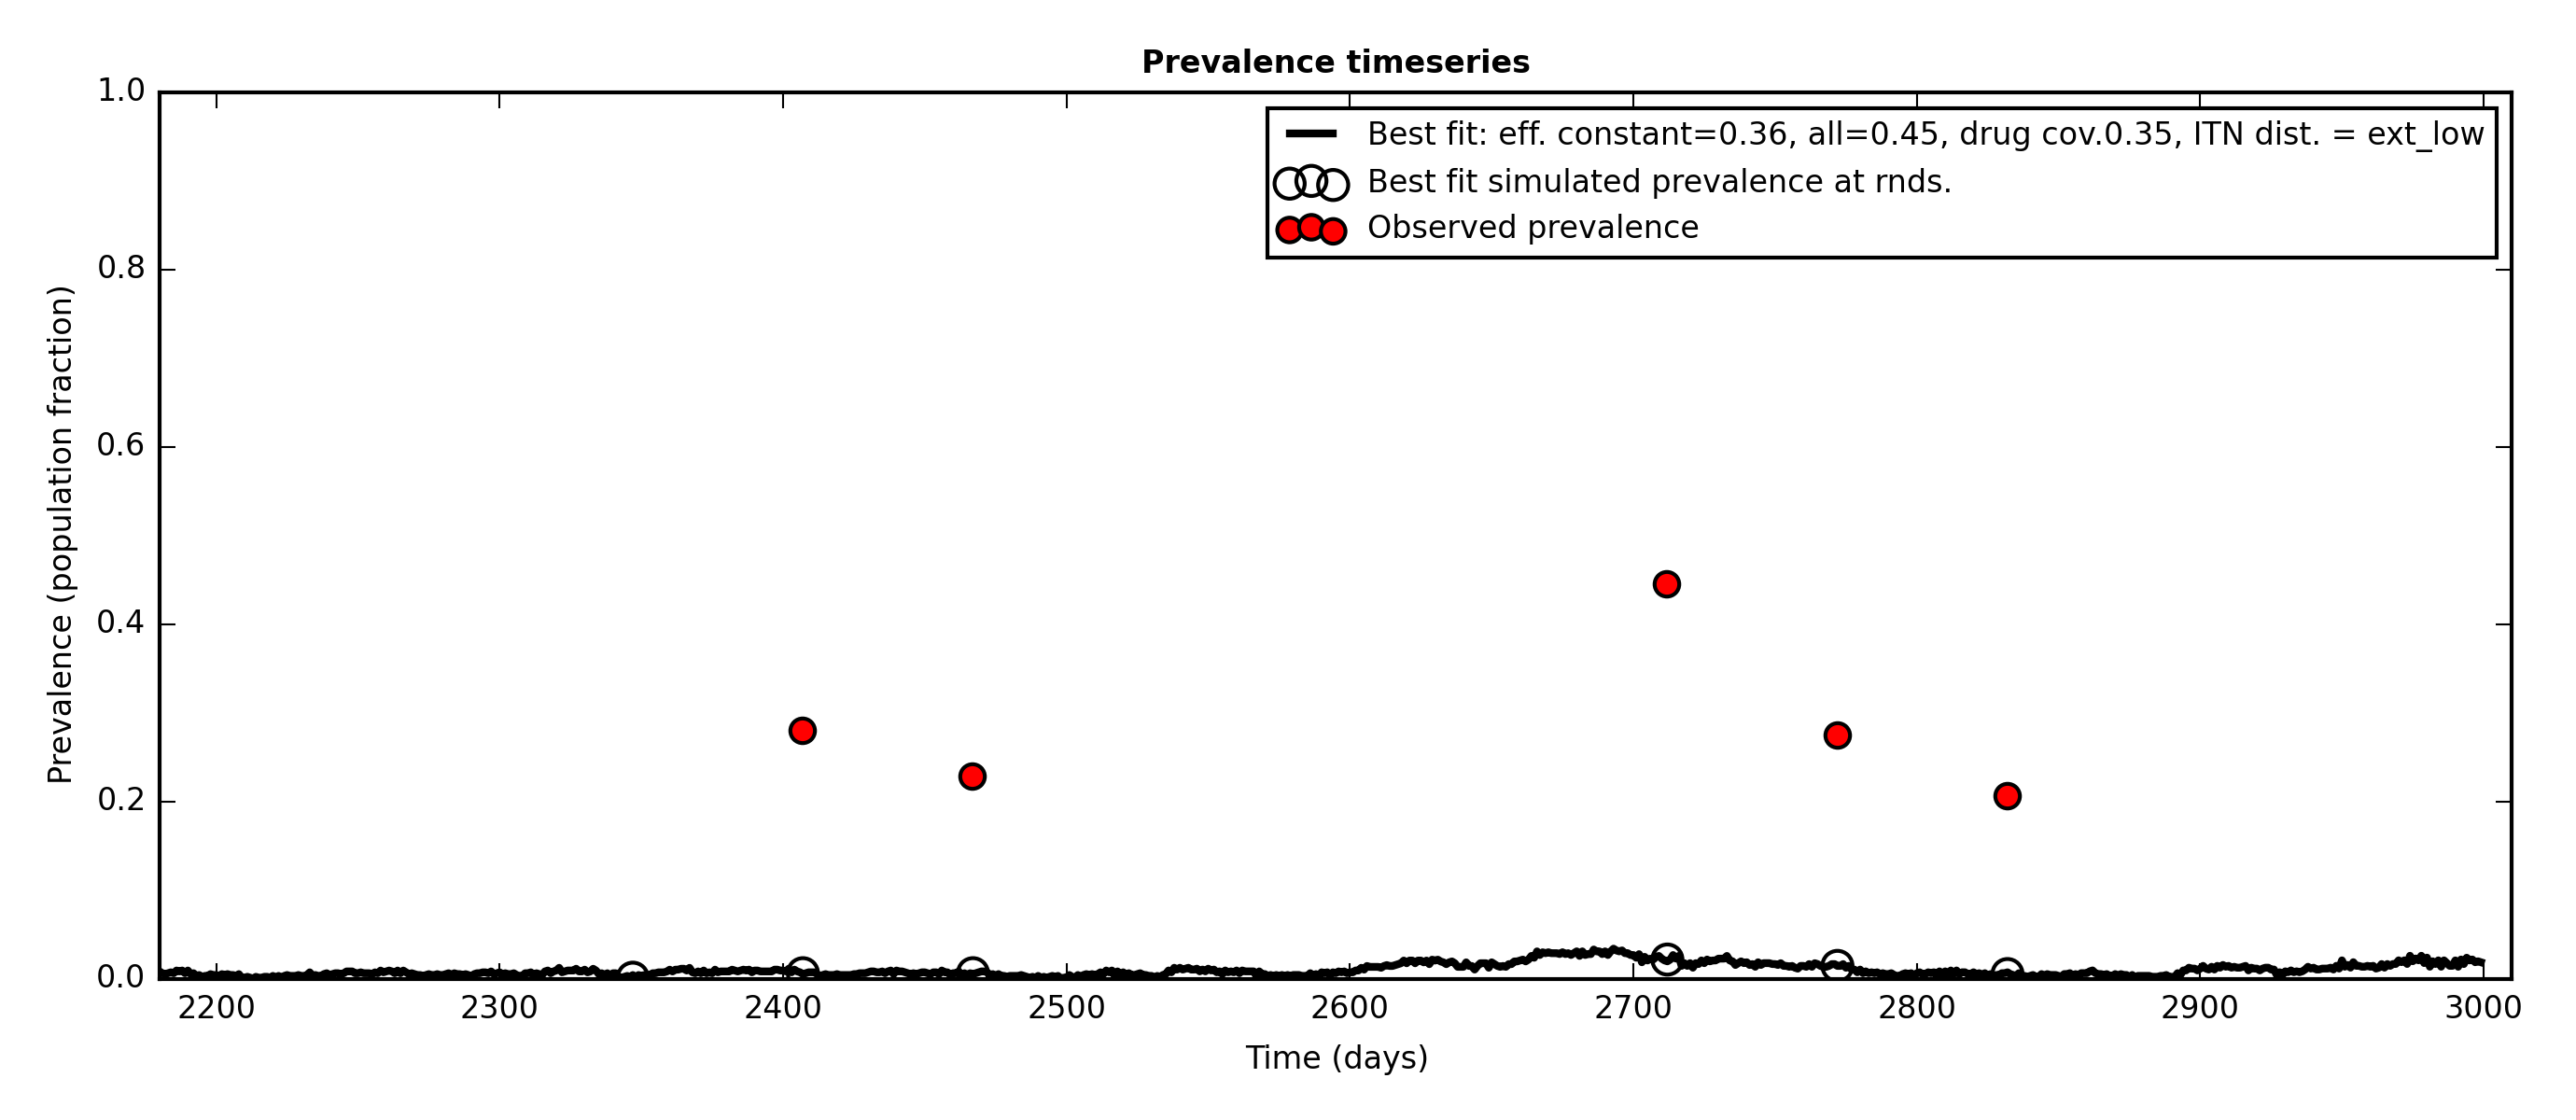 Prevalence timeseries
1.0
0.8
0.6
0.4
0.2
0.0
Prevalence (population fraction)
Best fit: eff. constant=0.36, all=0.45, drug cov.0.35, ITN dist. = ext_low
Best fit simulated prevalence at rnds.
Observed prevalence
2200 2300 2400 2500 2600 2700 2800 2900 3000
Time (days)